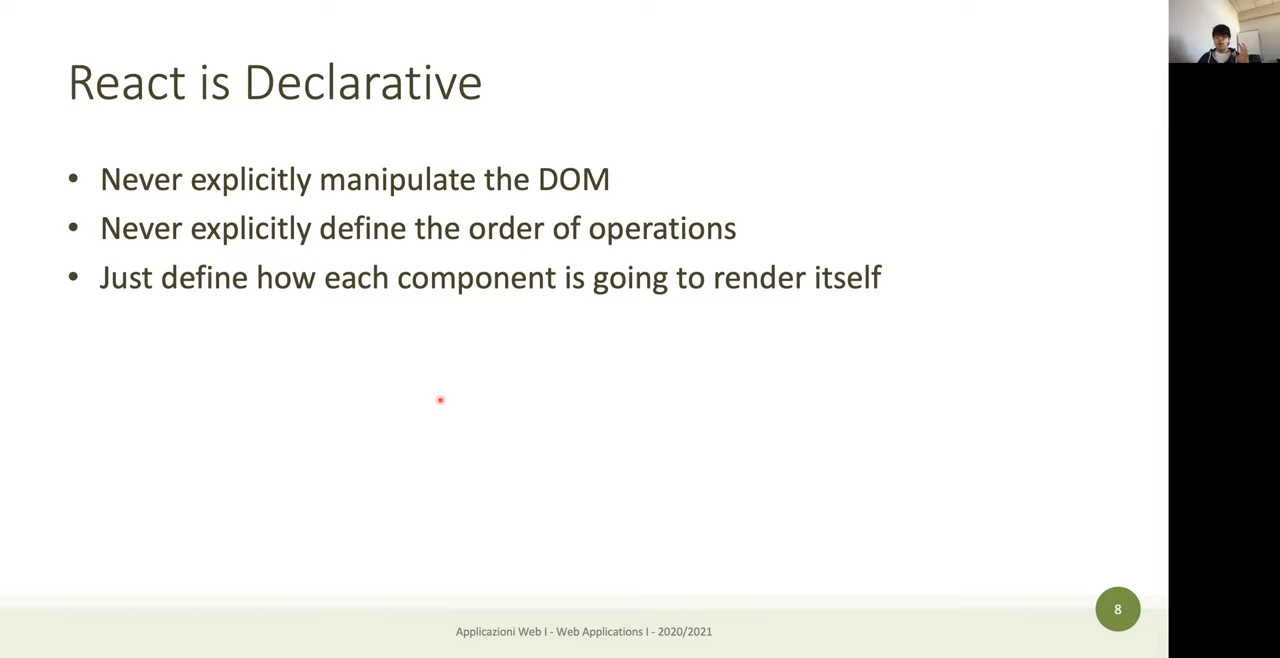 React is Declarative
• Never explicitly manipulate the DOM
• Never explicitly define the order of operations
• Just define how each component is going to render itself
8
Applicazioni Web I - Web Applications I - 2020/2021